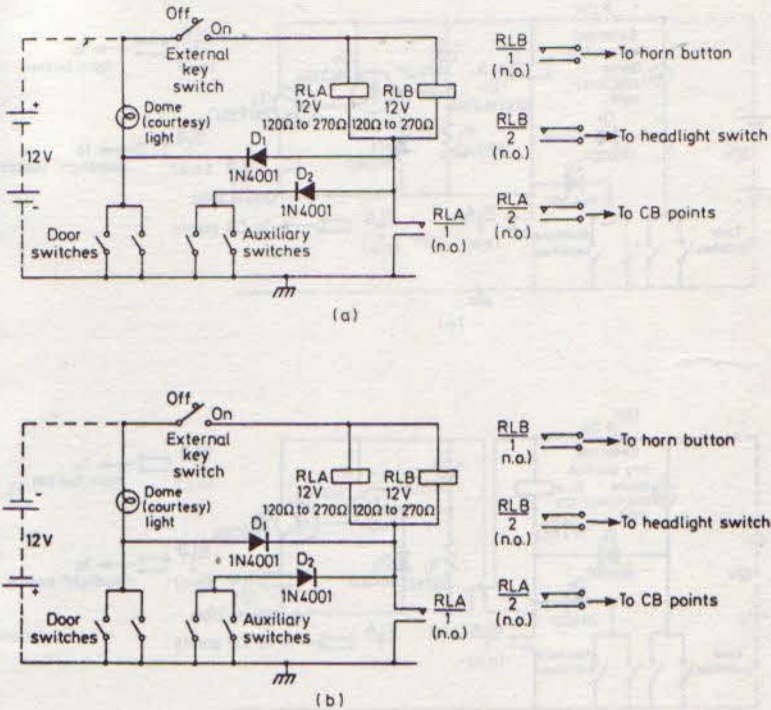 Off
On
External
key
switch
+
Dome
(courtesy)
light
12V
-
RLA
12V
120Ω to 270Ω
RLB
12V
120Ω to 270Ω
D1
1N4001
D2
1N4001
Door
switches
Auxiliary
switches
RLA
1
(n.o.)
RLB
1
(n.o.)
To horn button
RLB
2
(n.o.)
To headlight switch
RLA
2
(n.o.)
To CB points
(a)
Off
On
External
key
switch
-
Dome
(courtesy)
light
12V
+
RLA
12V
120Ω to 270Ω
RLB
12V
120Ω to 270Ω
D1
1N4001
D2
1N4001
Door
switches
Auxiliary
switches
RLA
1
(n.o.)
RLB
1
n.o.)
To horn button
RLB
2
(n.o.)
To headlight switch
RLA
2
(n.o.)
To CB points
(b)